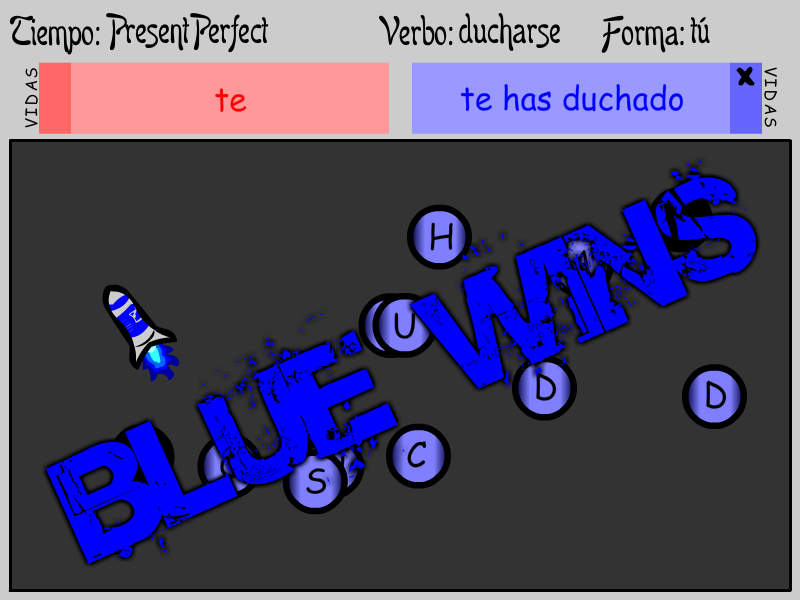 Tiempo: Present Perfect Verbo: ducharse Forma: tú
VIDAS te te has duchado x VIDAS
H
U
D
D
C
S
BLUE WINS